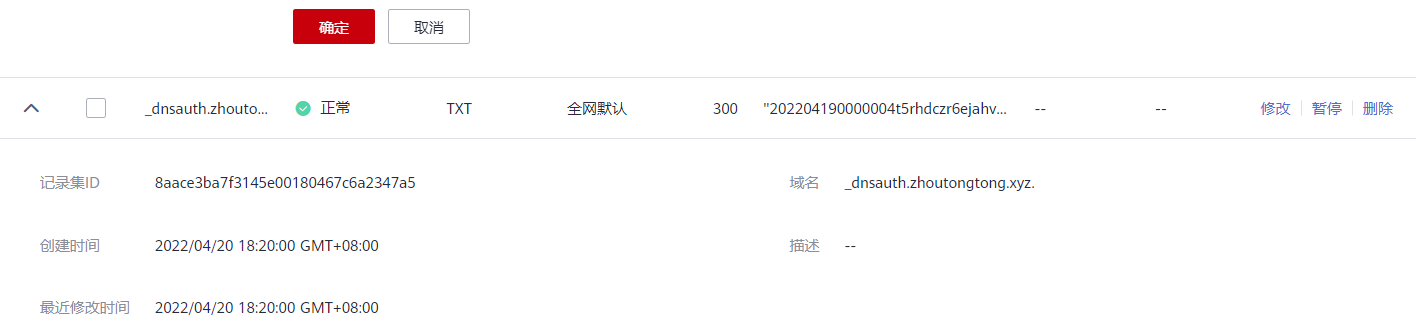 确定 取消
_dnsauth.zhouto... 正常 TXT 全网默认 300 "202204190000004t5rhdczr6ejahv... -- -- 修改 暂停 删除
记录集ID 8aace3ba7f3145e00180467c6a2347a5 域名 _dnsauth.zhoutongtong.xyz.
创建时间 2022/04/20 18:20:00 GMT+08:00 描述 --
最近修改时间 2022/04/20 18:20:00 GMT+08:00